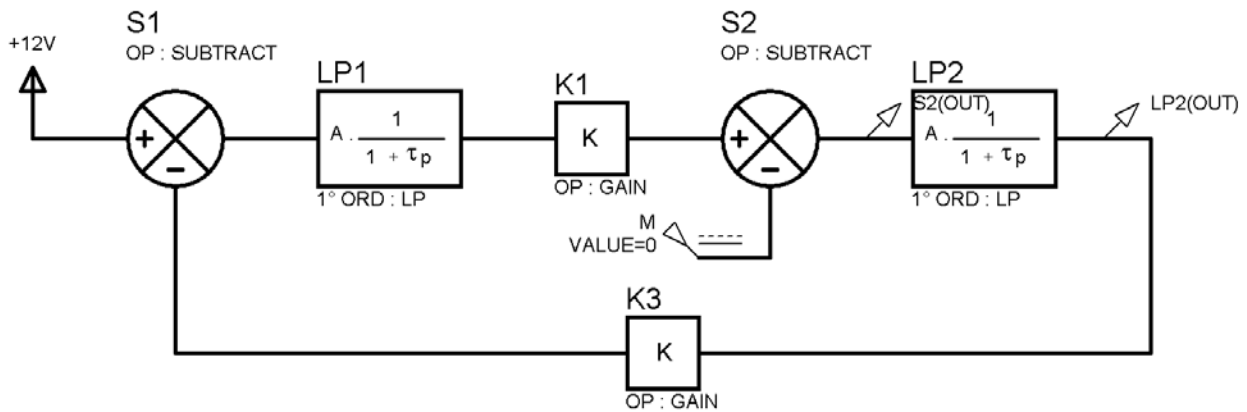 S1
OP : SUBTRACT
+12V
S2
OP : SUBTRACT
LP1
K1
LP2
S2(OUT)
LP2(OUT)
+
−
A . 1
1 + τp
K
+
−
A . 1
1 + τp
1° ORD : LP
OP : GAIN
1° ORD : LP
M
VALUE=0
K3
K
OP : GAIN